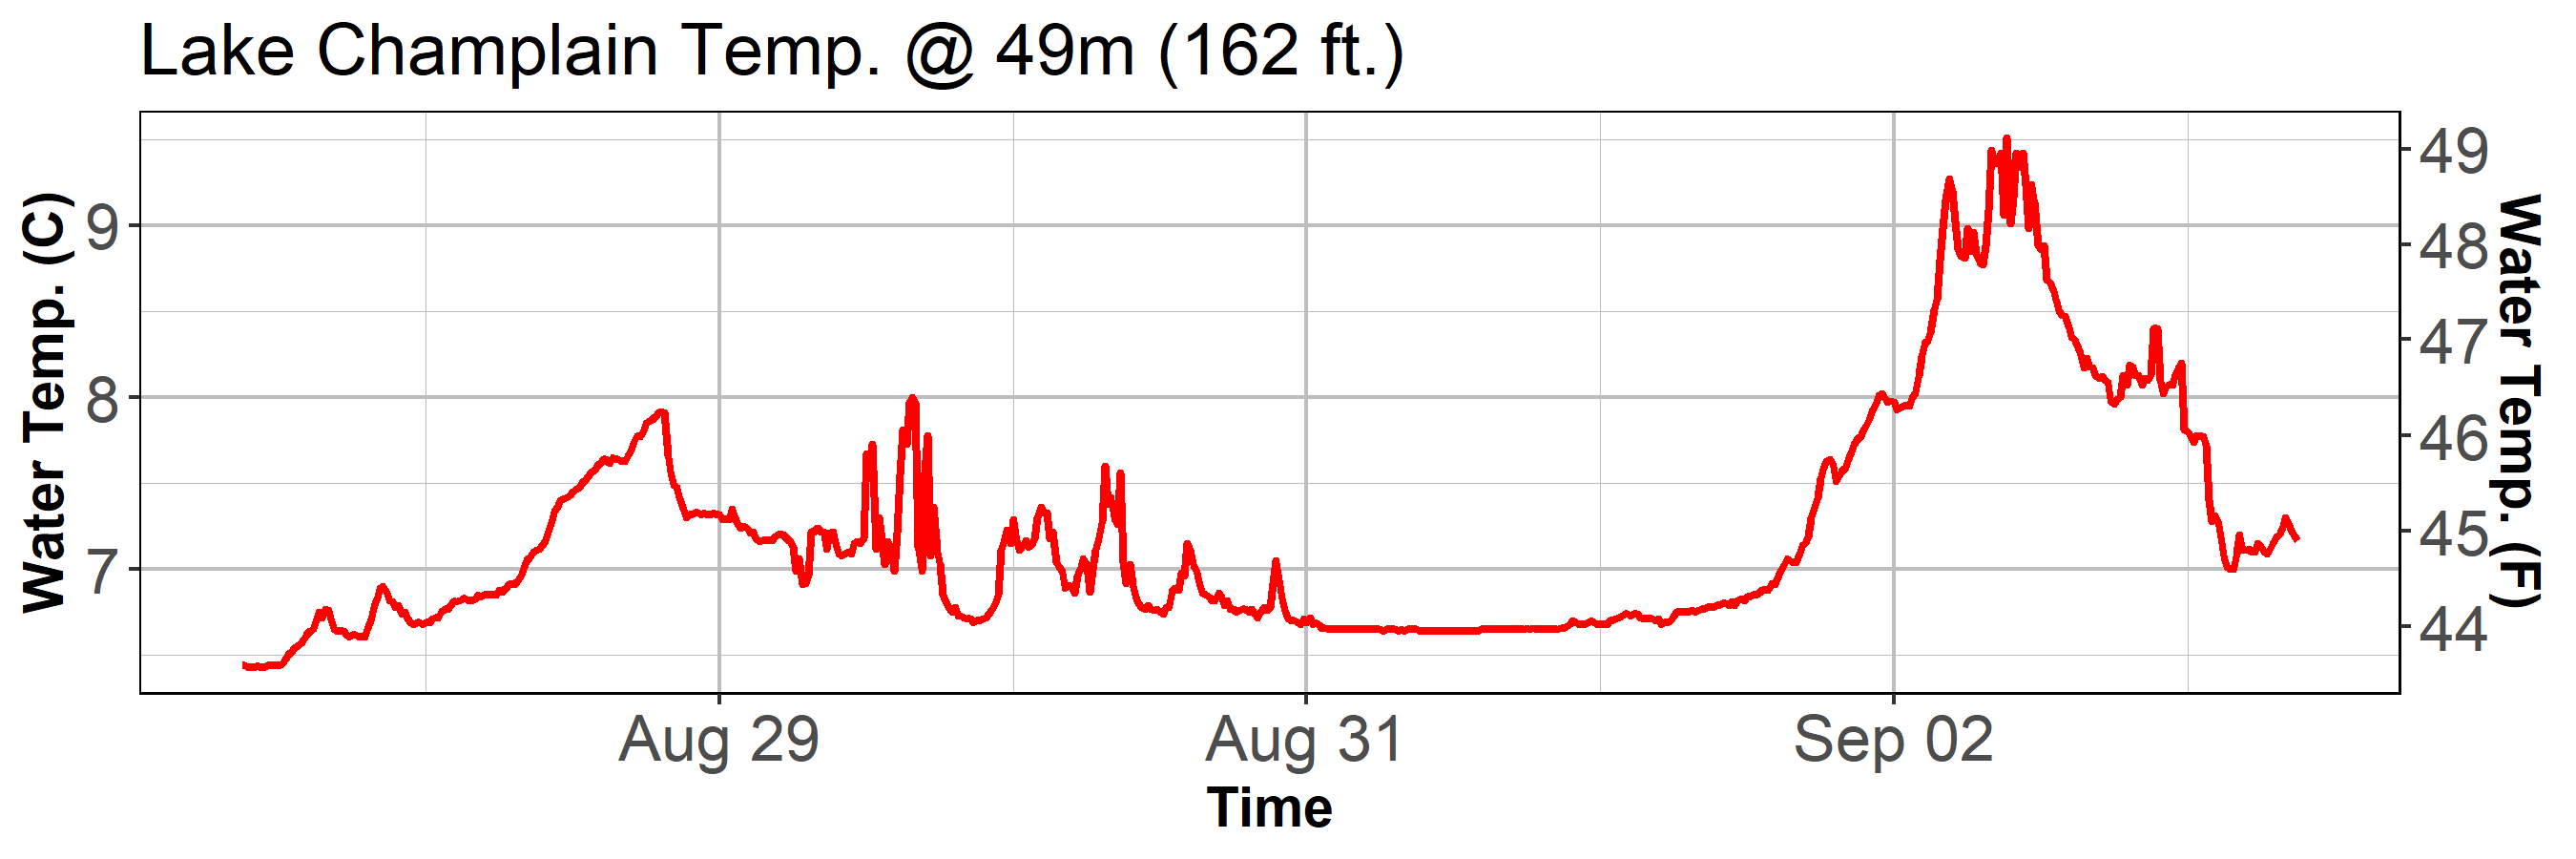 Lake Champlain Temp. @ 49m (162 ft.)
Water Temp. (C)
9
8
7
49
48
47
46
45
44
Water Temp. (F)
Aug 29 Aug 31 Sep 02
Time